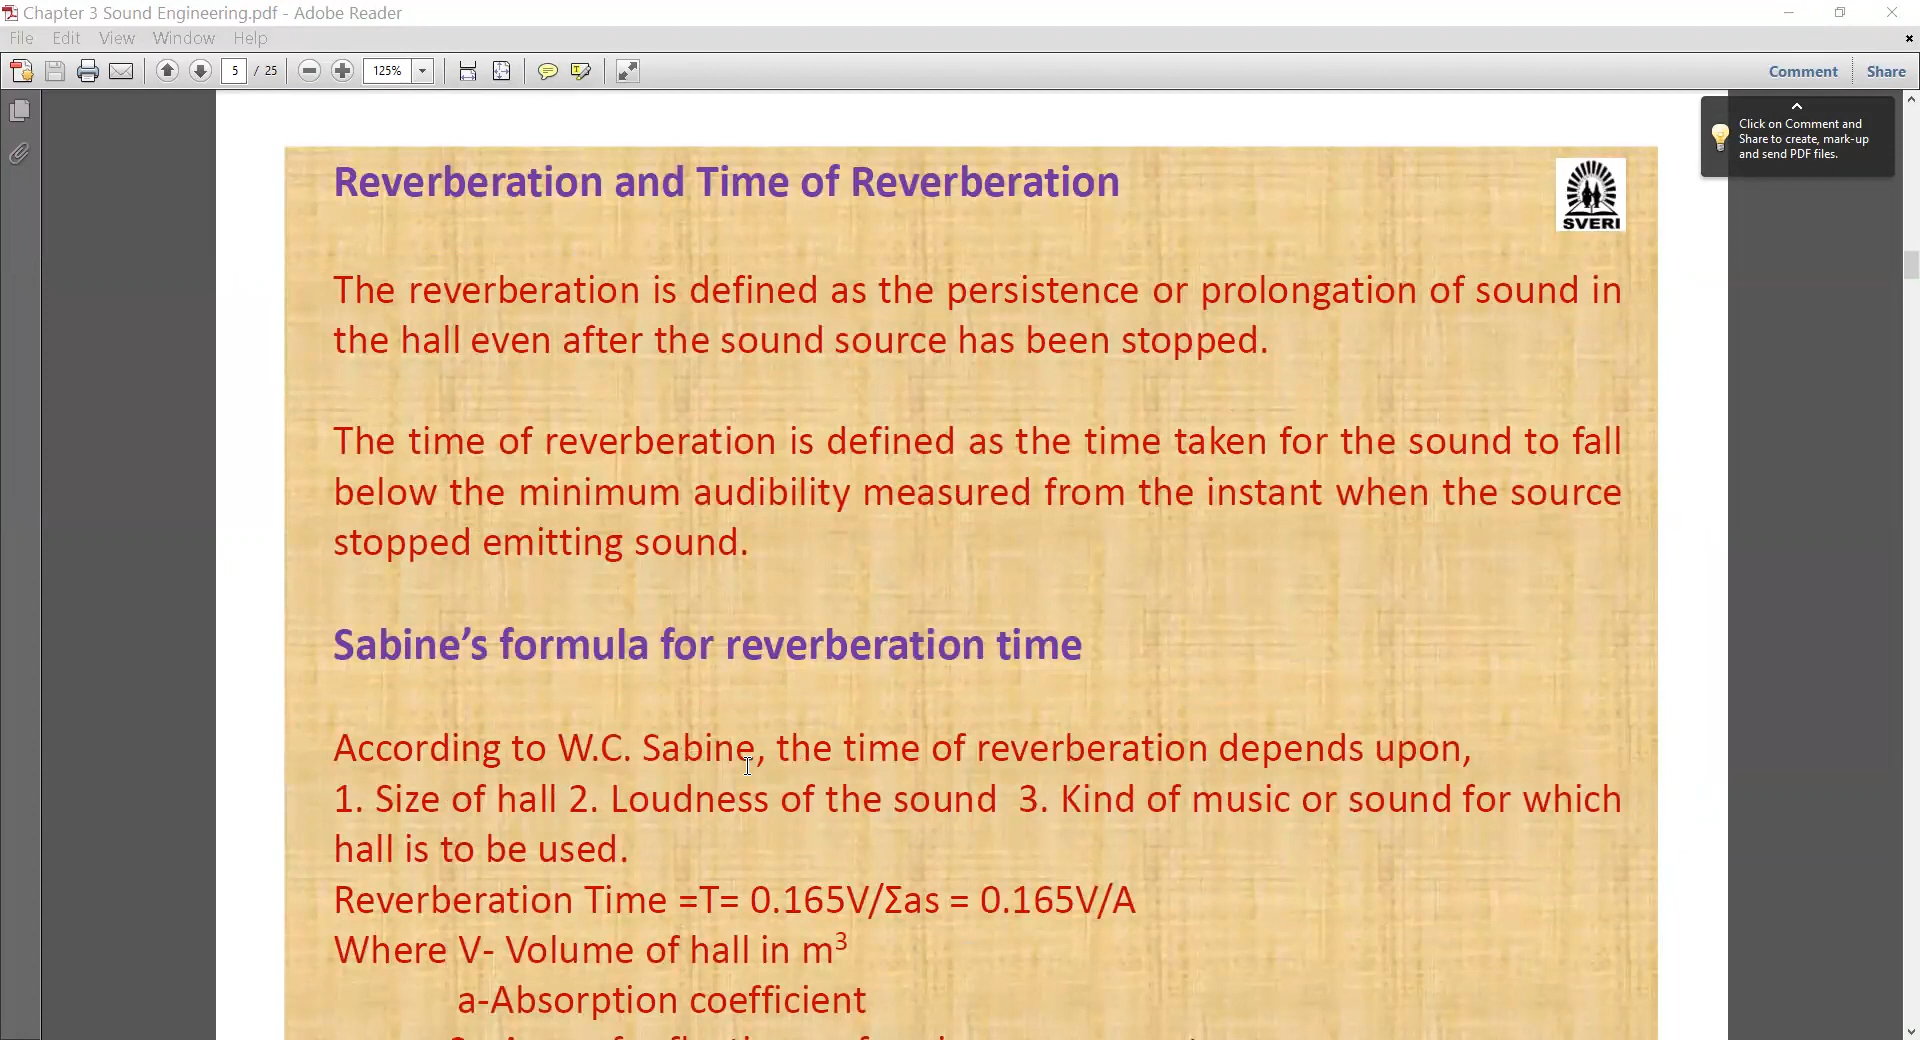 Chapter 3 Sound Engineering.pdf - Adobe Reader
File Edit View Window Help
5 / 25 125% Comment Share
Click on Comment and
Share to create, mark-up
and send PDF files.
Reverberation and Time of Reverberation
SVERI
The reverberation is defined as the persistence or prolongation of sound in
the hall even after the sound source has been stopped.
The time of reverberation is defined as the time taken for the sound to fall
below the minimum audibility measured from the instant when the source
stopped emitting sound.
Sabine’s formula for reverberation time
According to W.C. Sabine, the time of reverberation depends upon,
1. Size of hall 2. Loudness of the sound 3. Kind of music or sound for which
hall is to be used.
Reverberation Time =T= 0.165V/Σas = 0.165V/A
Where V- Volume of hall in m³
a-Absorption coefficient